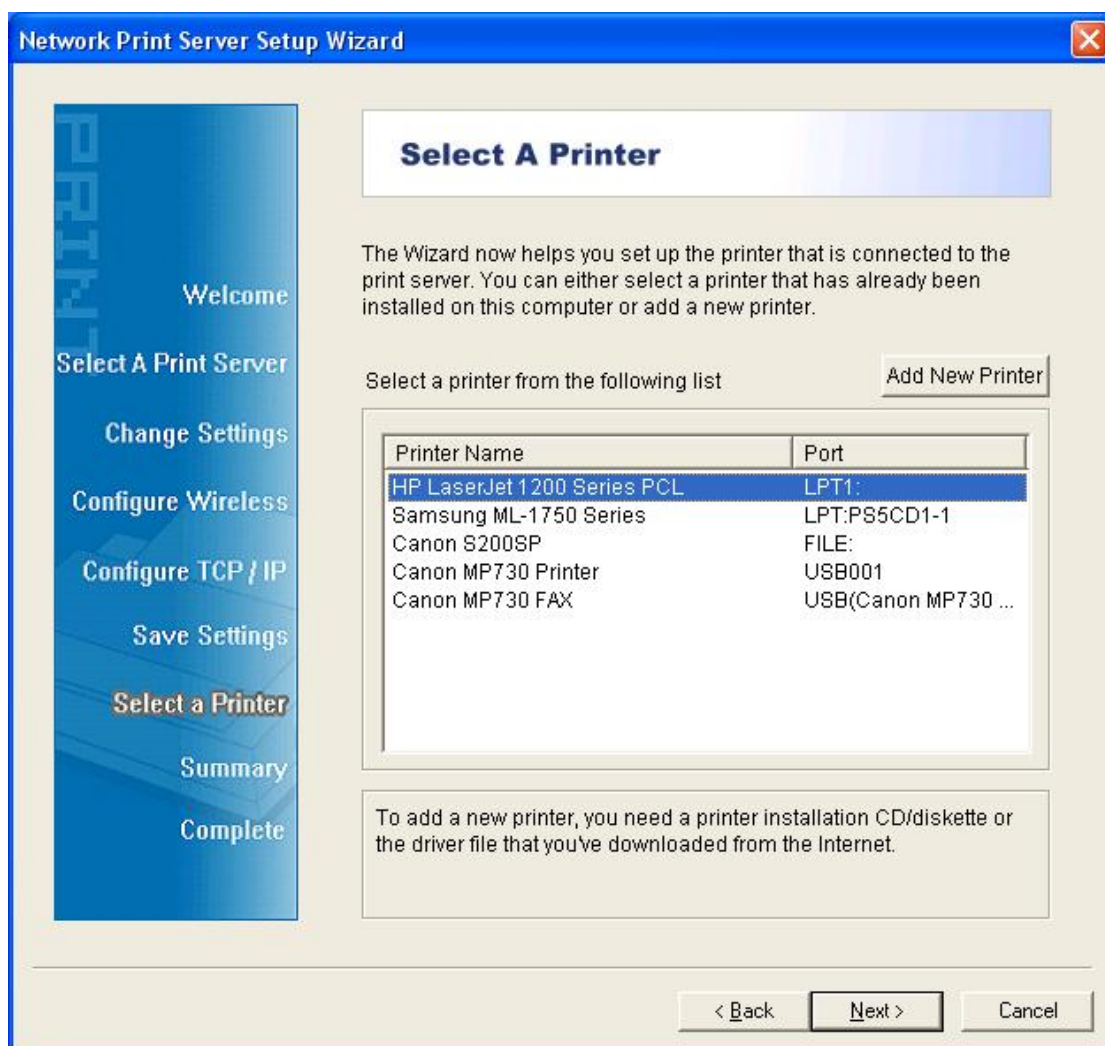 Network Print Server Setup Wizard
PRINT
Welcome
Select A Print Server
Change Settings
Configure Wireless
Configure TCP / IP
Save Settings
Select a Printer
Summary
Complete
Select A Printer
The Wizard now helps you set up the printer that is connected to the
print server. You can either select a printer that has already been
installed on this computer or add a new printer.
Select a printer from the following list
Add New Printer
Printer Name Port
HP LaserJet 1200 Series PCL LPT1:
Samsung ML-1750 Series LPT:PS5CD1-1
Canon S200SP FILE:
Canon MP730 Printer USB001
Canon MP730 FAX USB(Canon MP730 ...
To add a new printer, you need a printer installation CD/diskette or
the driver file that you've downloaded from the Internet.
< Back Next > Cancel